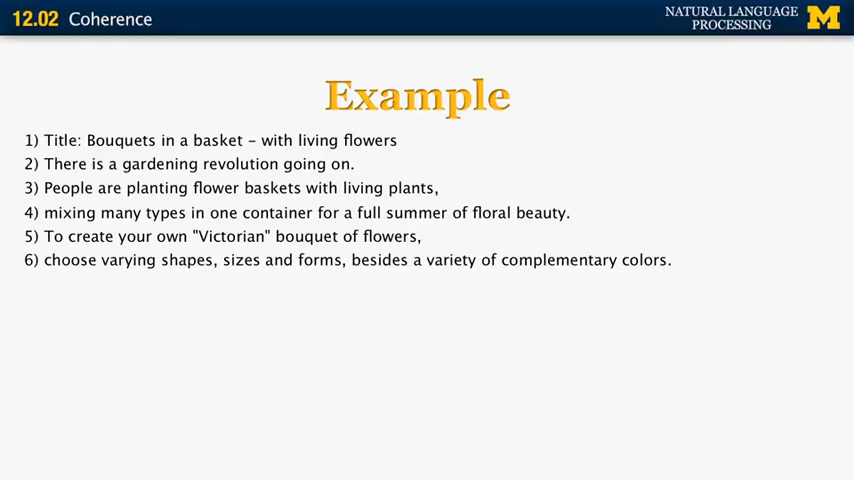 12.02 Coherence
NATURAL LANGUAGE
PROCESSING
M
Example
1) Title: Bouquets in a basket - with living flowers
2) There is a gardening revolution going on.
3) People are planting flower baskets with living plants,
4) mixing many types in one container for a full summer of floral beauty.
5) To create your own "Victorian" bouquet of flowers,
6) choose varying shapes, sizes and forms, besides a variety of complementary colors.